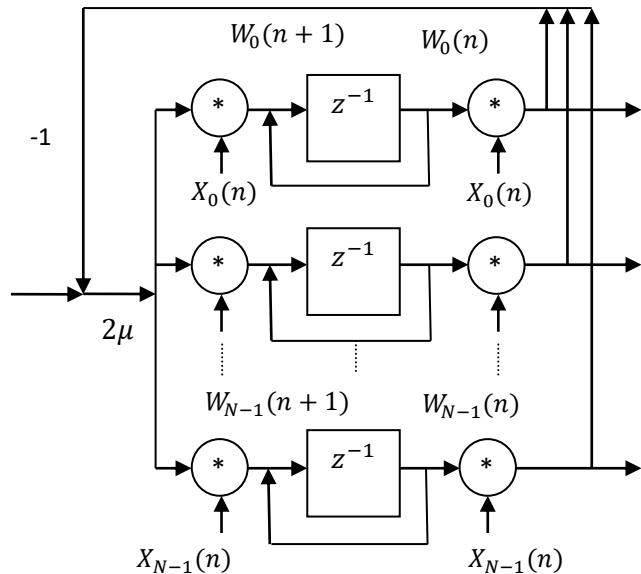 W_0(n + 1) W_0(n)
z^{-1}
* *
-1
X_0(n) X_0(n)
z^{-1}
* *
2μ
W_{N-1}(n + 1) W_{N-1}(n)
z^{-1}
* *
X_{N-1}(n) X_{N-1}(n)